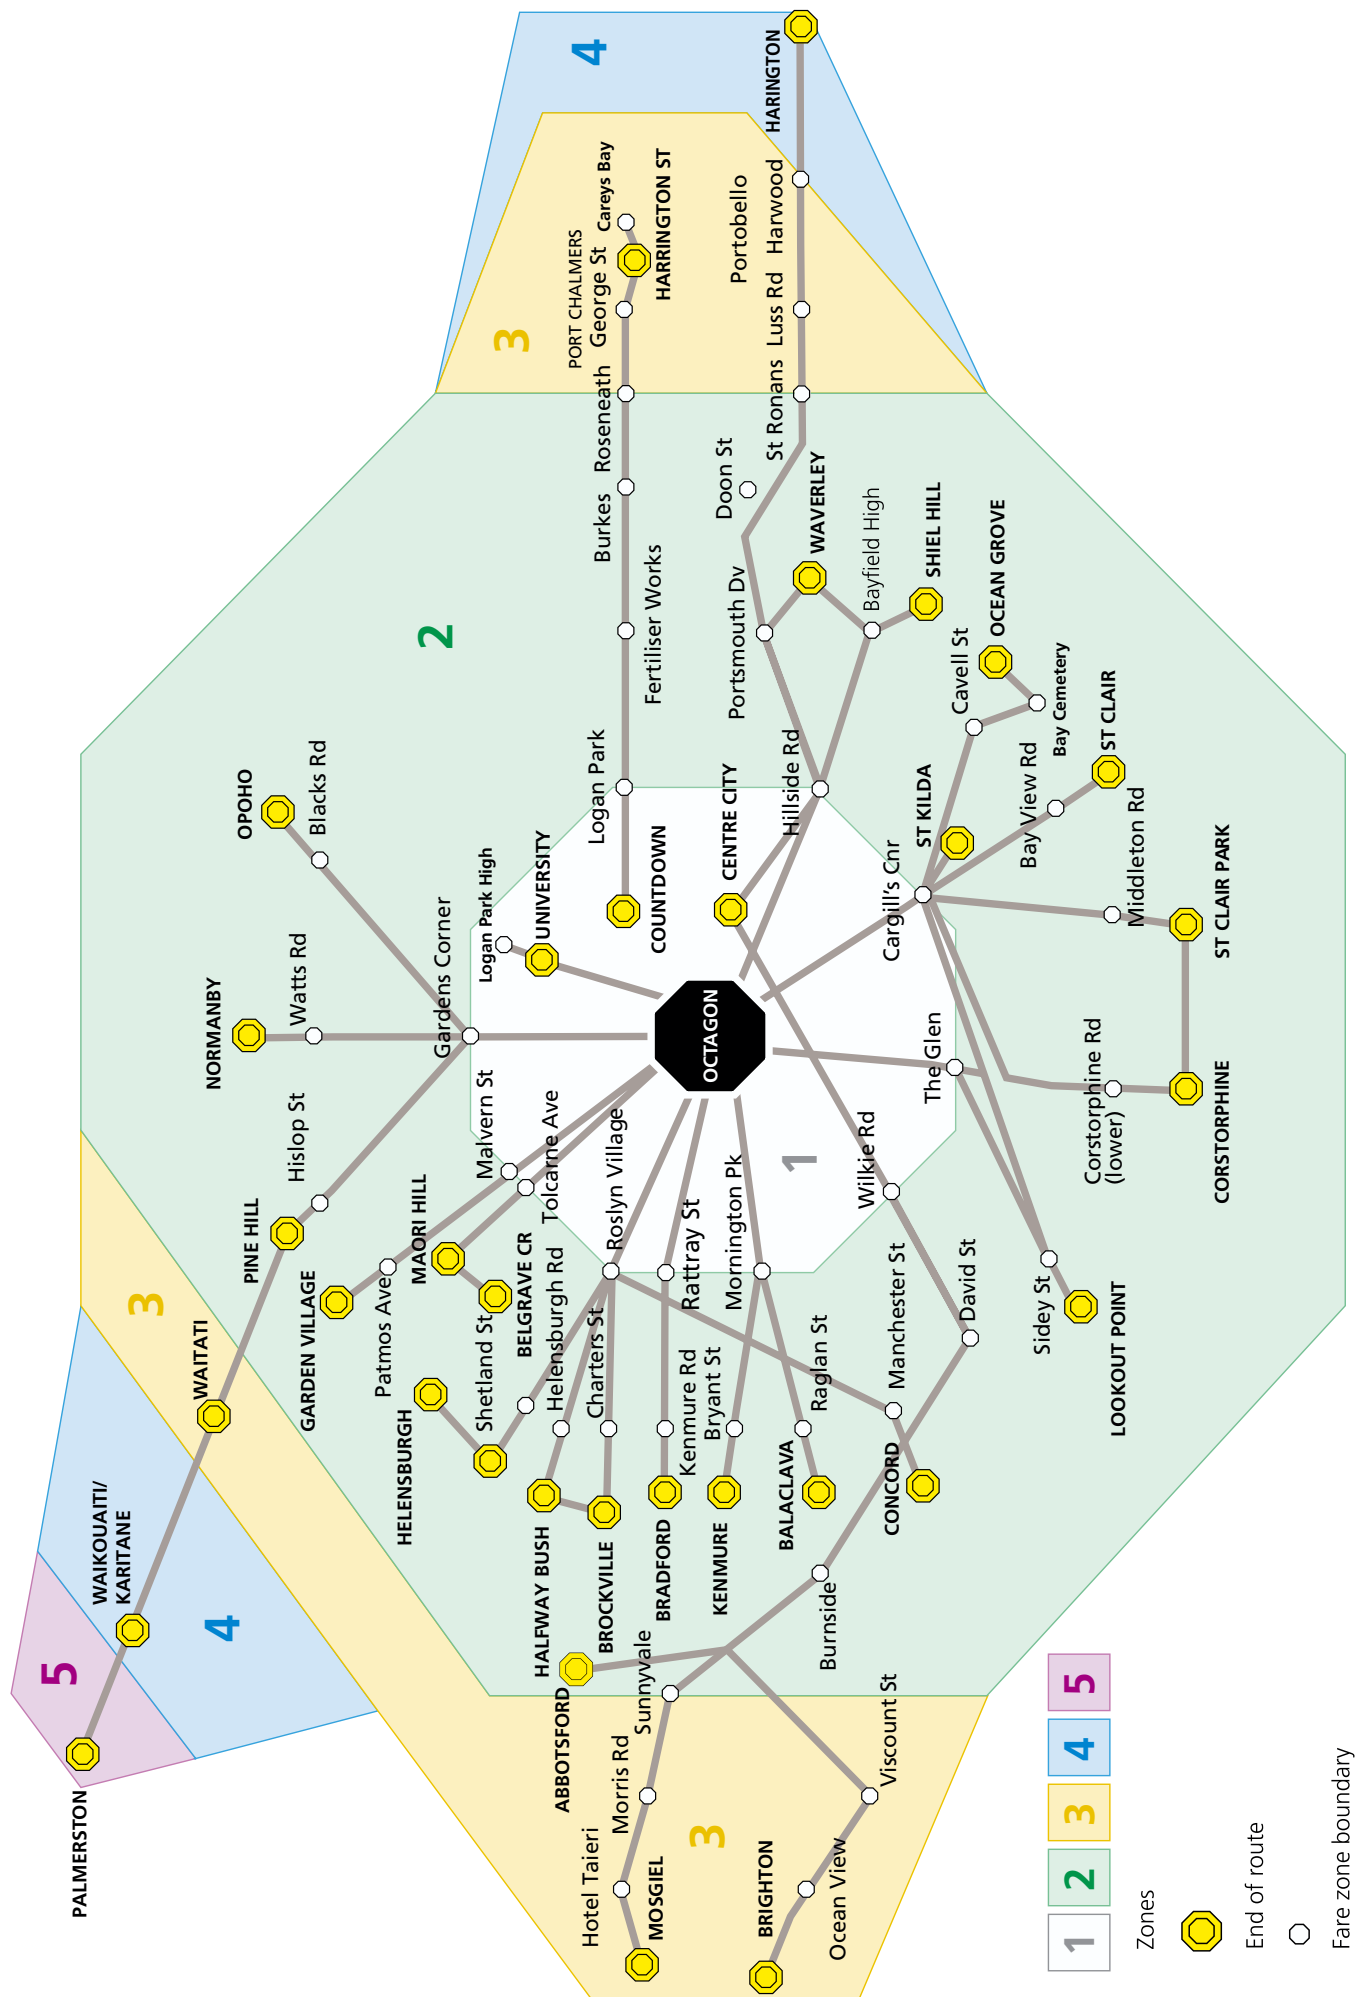 PALMERSTON
5
WAIKOUAITI/
KARITANE
4
WAITATI
3
PINE HILL
Hislop St
NORMANBY
Watts Rd
OPOHO
Blacks Rd
Gardens Corner
2
GARDEN VILLAGE
Patmos Ave
Malvern St
MAORI HILL
Tolcarne Ave
BELGRAVE CR
HELENSBURGH
Shetland St
Helensburgh Rd
Roslyn Village
HALFWAY BUSH
Charters St
BROCKVILLE
BRADFORD
Rattray St
Kenmure Rd
KENMURE
Bryant St
Mornington Pk
BALACLAVA
Raglan St
CONCORD
Manchester St
OCTAGON
1
Logan Park High
UNIVERSITY
COUNTDOWN
Logan Park
Fertiliser Works
Burkes
Roseneath
3
PORT CHALMERS
George St
Careys Bay
HARRINGTON ST
4
HARINGTON
Portobello
Harwood
Luss Rd
St Ronans
Doon St
Portsmouth Dv
WAVERLEY
Bayfield High
SHIEL HILL
CENTRE CITY
Hillside Rd
OCEAN GROVE
Cavell St
Bay Cemetery
ST KILDA
Cargill's Cnr
ST CLAIR
Bay View Rd
Middleton Rd
ST CLAIR PARK
The Glen
Corstorphine Rd
(lower)
CORSTORPHINE
Wilkie Rd
David St
Sidey St
LOOKOUT POINT
Burnside
ABBOTSFORD
Sunnyvale
Morris Rd
Hotel Taieri
MOSGIEL
3
BRIGHTON
Ocean View
Viscount St
1
2
3
4
5
Zones
End of route
Fare zone boundary